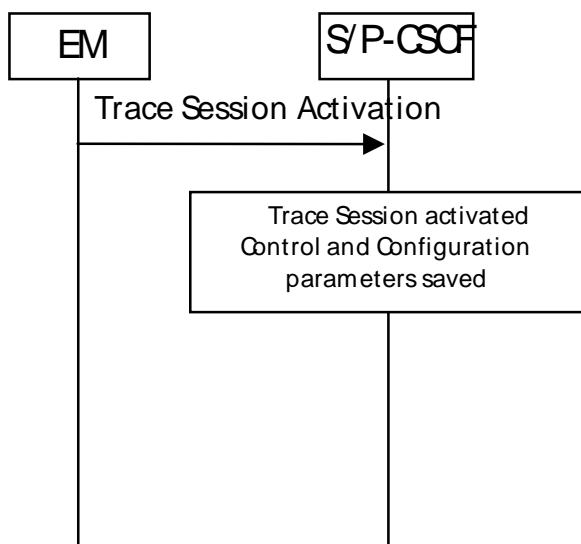 EM
S/P-CSCF
Trace Session Activation
Trace Session activated
Control and Configuration
parameters saved